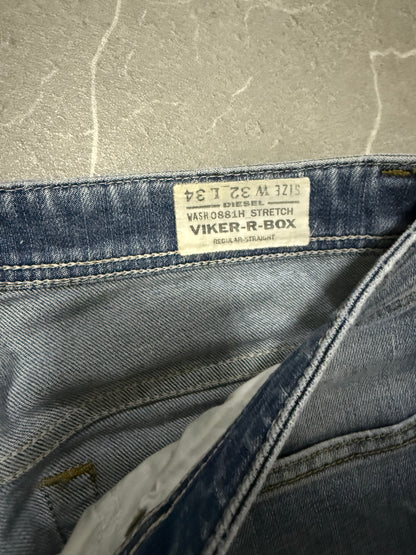 SIZE W 32 L 34
DIESEL
WASH 0881H STRETCH
VIKER-R-BOX
REGULAR-STRAIGHT